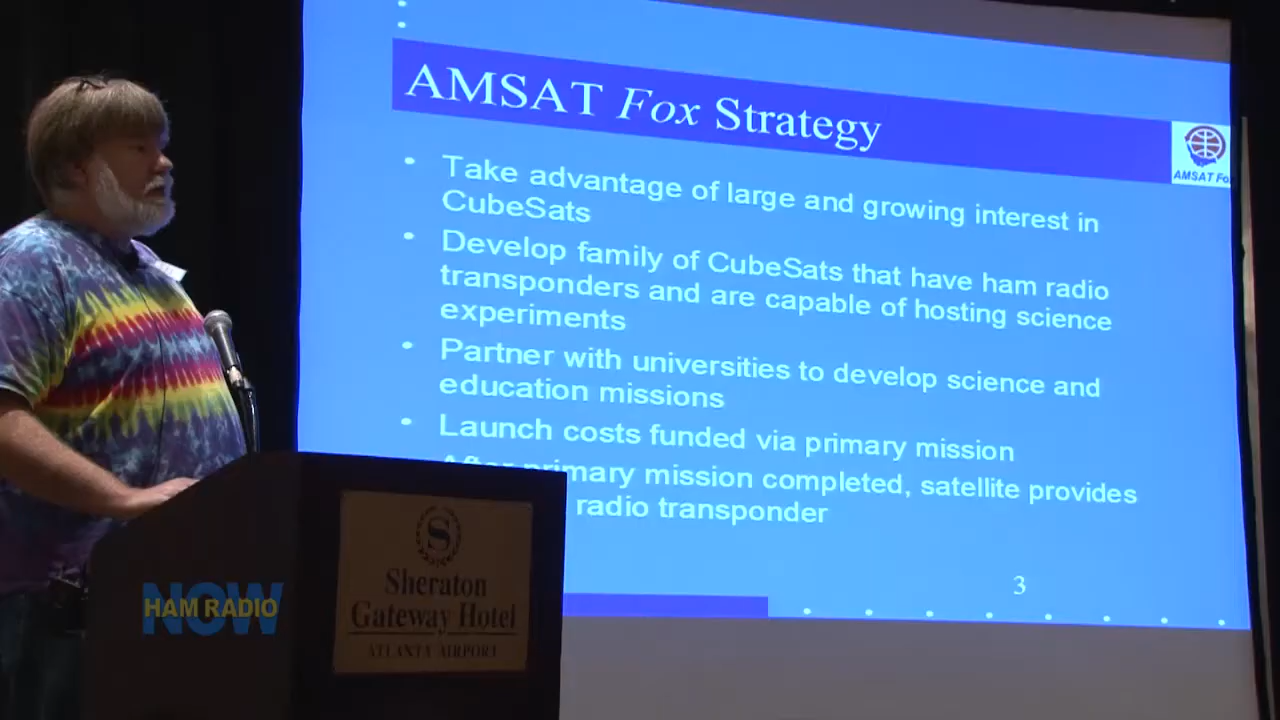 AMSAT Fox Strategy
AMSAT Fo
• Take advantage of large and growing interest in
CubeSats
• Develop family of CubeSats that have ham radio
transponders and are capable of hosting science
experiments
• Partner with universities to develop science and
education missions
• Launch costs funded via primary mission
After primary mission completed, satellite provides
radio transponder
3
S
Sheraton
Gateway Hotel
ATLANTA AIRPORT
NOW
HAM RADIO